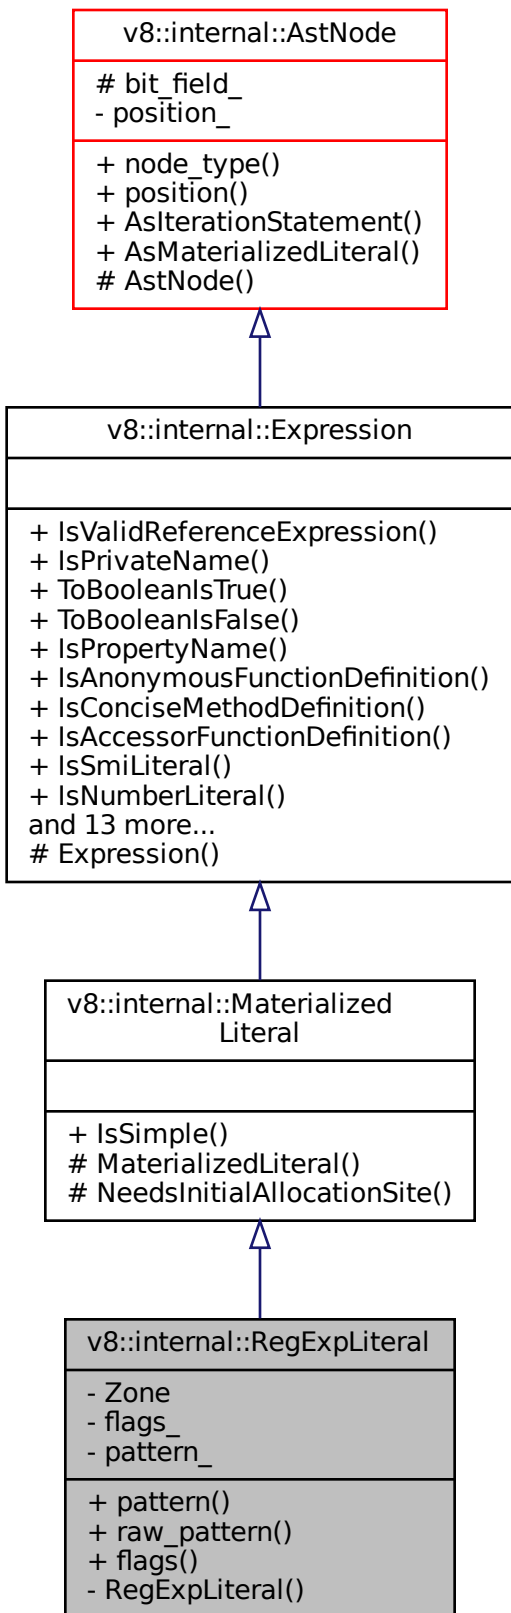 v8::internal::AstNode
# bit_field_
- position_
+ node_type()
+ position()
+ AsIterationStatement()
+ AsMaterializedLiteral()
# AstNode()
v8::internal::Expression
+ IsValidReferenceExpression()
+ IsPrivateName()
+ ToBooleanIsTrue()
+ ToBooleanIsFalse()
+ IsPropertyName()
+ IsAnonymousFunctionDefinition()
+ IsConciseMethodDefinition()
+ IsAccessorFunctionDefinition()
+ IsSmiLiteral()
+ IsNumberLiteral()
and 13 more...
# Expression()
v8::internal::Materialized
Literal
+ IsSimple()
# MaterializedLiteral()
# NeedsInitialAllocationSite()
v8::internal::RegExpLiteral
- Zone
- flags_
- pattern_
+ pattern()
+ raw_pattern()
+ flags()
- RegExpLiteral()